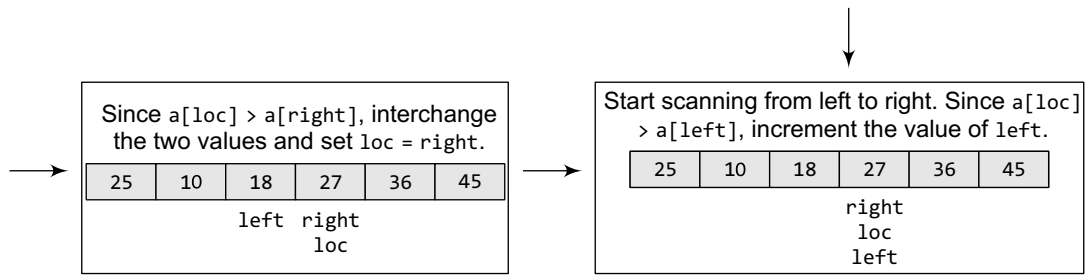 Since a[loc] > a[right], interchange
the two values and set loc = right.
25 10 18 27 36 45
left right
loc
Start scanning from left to right. Since a[loc]
> a[left], increment the value of left.
25 10 18 27 36 45
right
loc
left